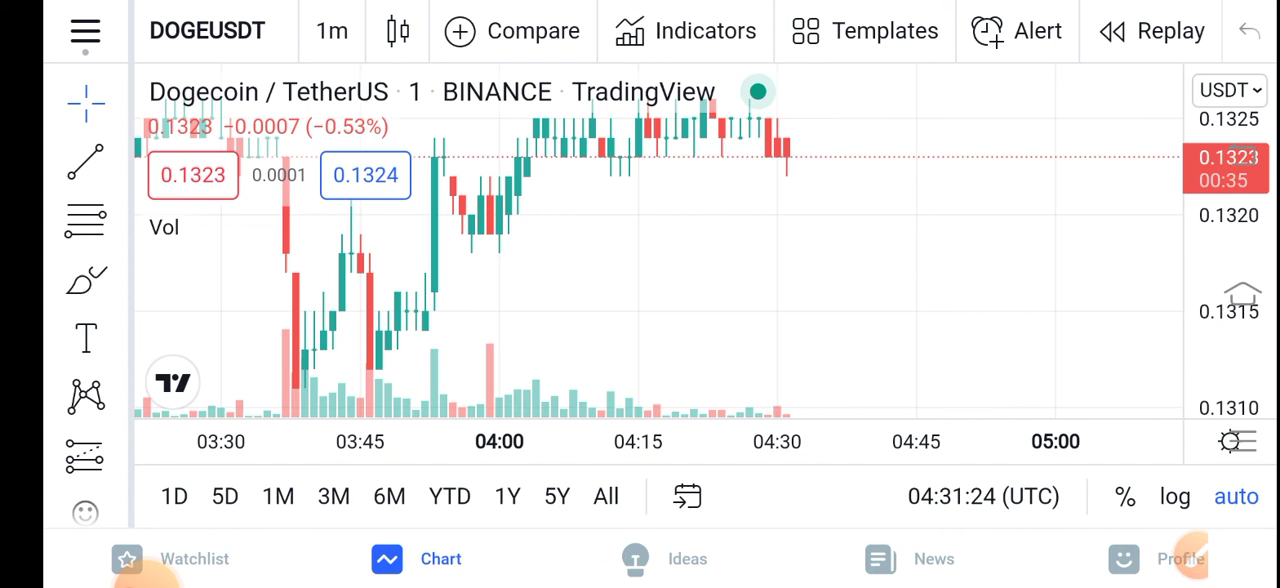 DOGEUSDT 1m Compare Indicators Templates Alert Replay
Dogecoin / TetherUS · 1 · BINANCE · TradingView
USDT
0.1323 −0.0007 (−0.53%)
0.1323 0.0001 0.1324
Vol
0.1325
0.1323
00:35
0.1320
0.1315
0.1310
T
03:30 03:45 04:00 04:15 04:30 04:45 05:00
1D 5D 1M 3M 6M YTD 1Y 5Y All 04:31:24 (UTC) % log auto
Watchlist Chart Ideas News Profile